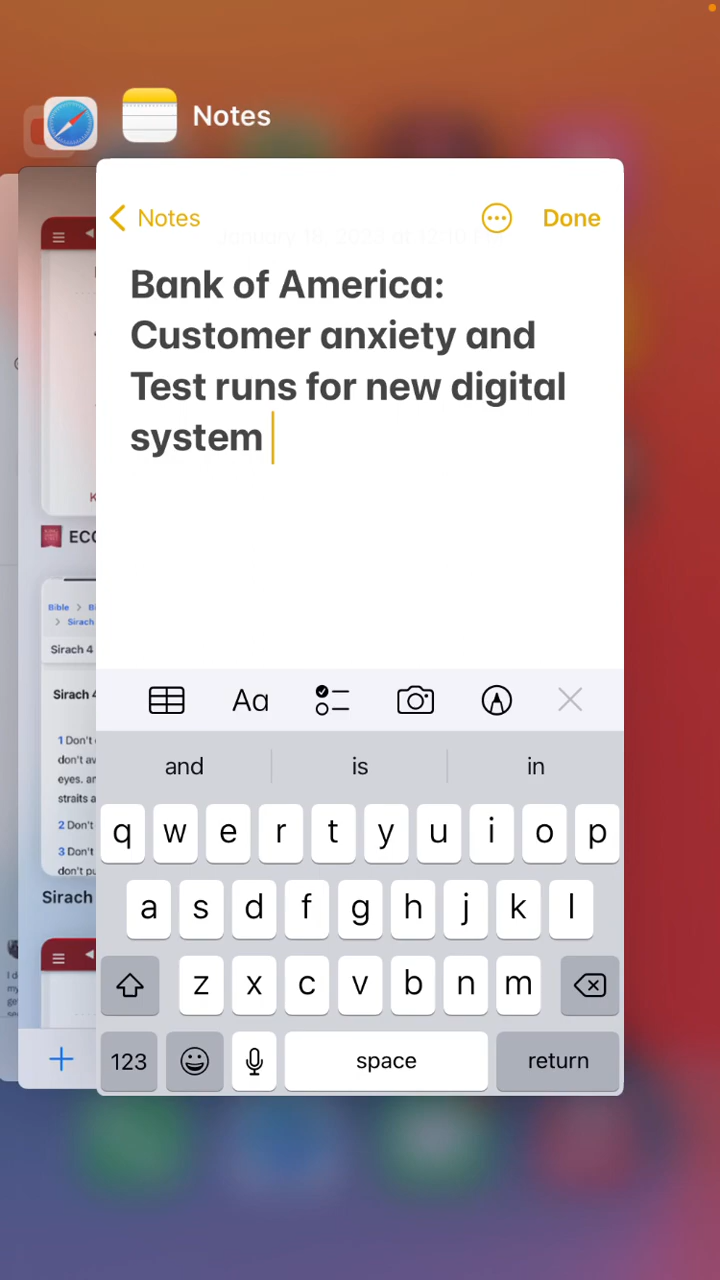 Notes
Notes
Done
Bank of America:
Customer anxiety and
Test runs for new digital
system
Aa
and is in
q w e r t y u i o p
a s d f g h j k l
z x c v b n m
123 space return
ECC
Bible > Bi
> Sirach
Sirach 4
Sirach 4
1 Don't
don't av
eyes. an
straits a
2 Don't
3 Don't
don't pu
Sirach
K